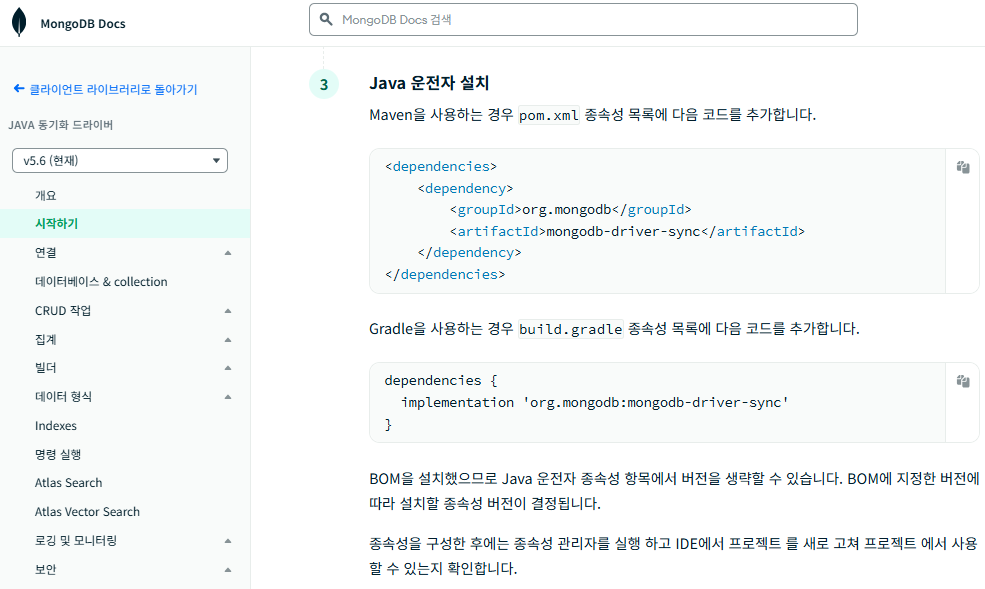 MongoDB Docs
MongoDB Docs 검색
← 클라이언트 라이브러리로 돌아가기
JAVA 동기화 드라이버
v5.6 (현재)
개요
시작하기
연결
데이터베이스 & collection
CRUD 작업
집계
빌더
데이터 형식
Indexes
명령 실행
Atlas Search
Atlas Vector Search
로깅 및 모니터링
보안
3
Java 운전자 설치
Maven을 사용하는 경우 pom.xml 종속성 목록에 다음 코드를 추가합니다.
<dependencies>
    <dependency>
        <groupId>org.mongodb</groupId>
        <artifactId>mongodb-driver-sync</artifactId>
    </dependency>
</dependencies>
Gradle을 사용하는 경우 build.gradle 종속성 목록에 다음 코드를 추가합니다.
dependencies {
  implementation 'org.mongodb:mongodb-driver-sync'
}
BOM을 설치했으므로 Java 운전자 종속성 항목에서 버전을 생략할 수 있습니다. BOM에 지정한 버전에
따라 설치할 종속성 버전이 결정됩니다.
종속성을 구성한 후에는 종속성 관리자를 실행 하고 IDE에서 프로젝트 를 새로 고쳐 프로젝트 에서 사용
할 수 있는지 확인합니다.